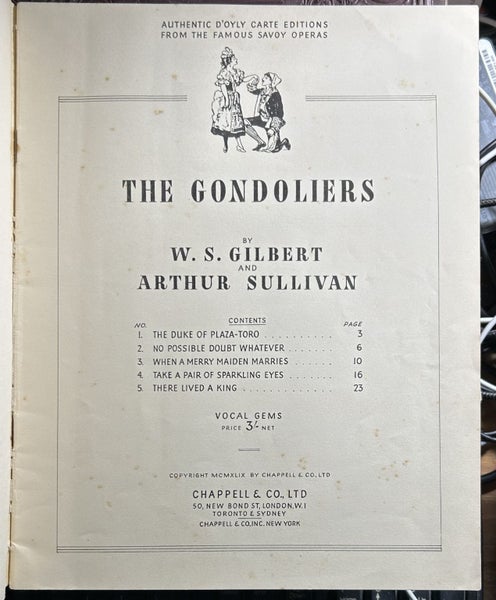 AUTHENTIC D'OYLY CARTE EDITIONS
FROM THE FAMOUS SAVOY OPERAS
THE GONDOLIERS
BY
W. S. GILBERT
AND
ARTHUR SULLIVAN
CONTENTS
NO. PAGE
1. THE DUKE OF PLAZA-TORO . . . . . . . . . . 3
2. NO POSSIBLE DOUBT WHATEVER . . . . . . . . 6
3. WHEN A MERRY MAIDEN MARRIES . . . . . . 10
4. TAKE A PAIR OF SPARKLING EYES . . . . . . 16
5. THERE LIVED A KING . . . . . . . . . . . . 23
VOCAL GEMS
PRICE 3/- NET
COPYRIGHT MCMXLIX BY CHAPPELL & CO., LTD
CHAPPELL & CO., LTD
50, NEW BOND ST, LONDON, W.1
TORONTO & SYDNEY
CHAPPELL & CO, INC. NEW YORK